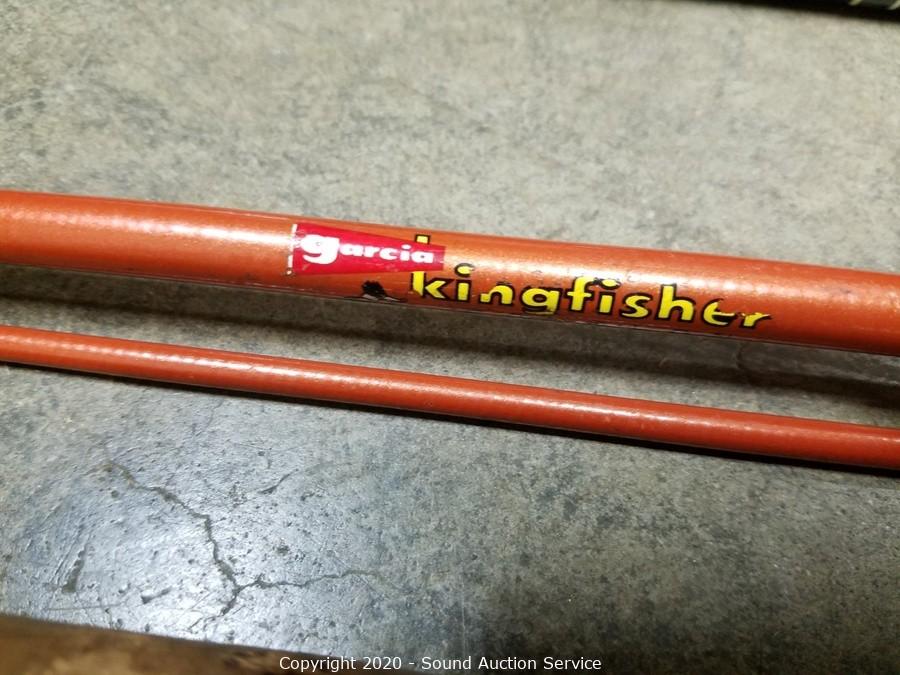 garcia
kingfisher
Copyright 2020 - Sound Auction Service